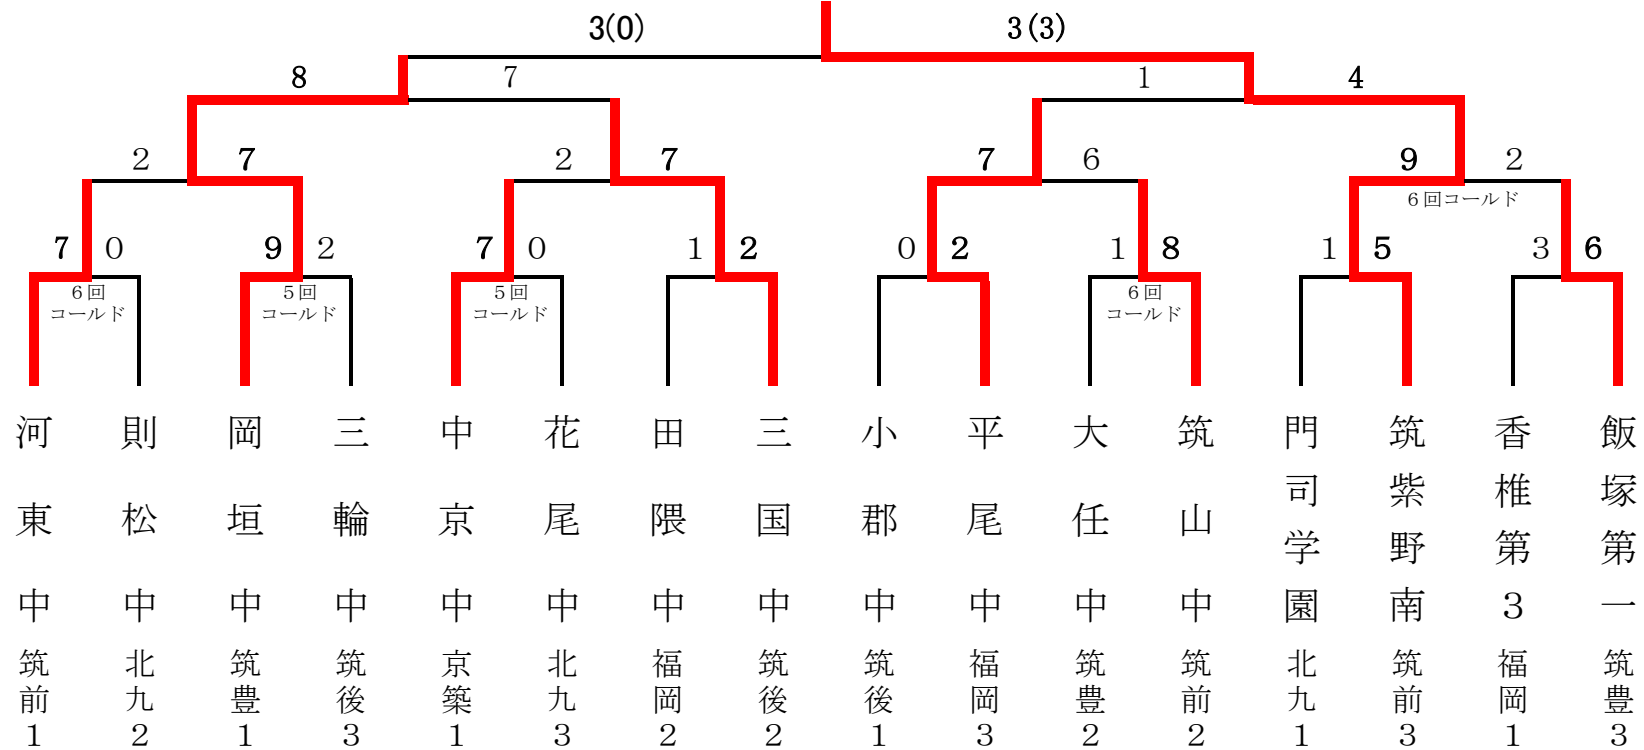 3(0) 3(3)
8 7 1 4
2 7 2 7 7 6 9 2
6回コールド
7 0 9 2 7 0 1 2 0 2 1 8 1 5 3 6
6回 5回 5回 6回
コールド コールド コールド コールド
河東中
則松中
岡垣中
三輪中
中京中
花尾中
田隈中
三国中
小郡中
平尾中
大任中
筑山中
門司学園
筑紫野南
香椎第3
飯塚第一
筑前1
北九2
筑豊1
筑後3
京築1
北九3
福岡2
筑後2
筑後1
福岡3
筑豊2
筑前2
北九1
筑前3
福岡1
筑豊3